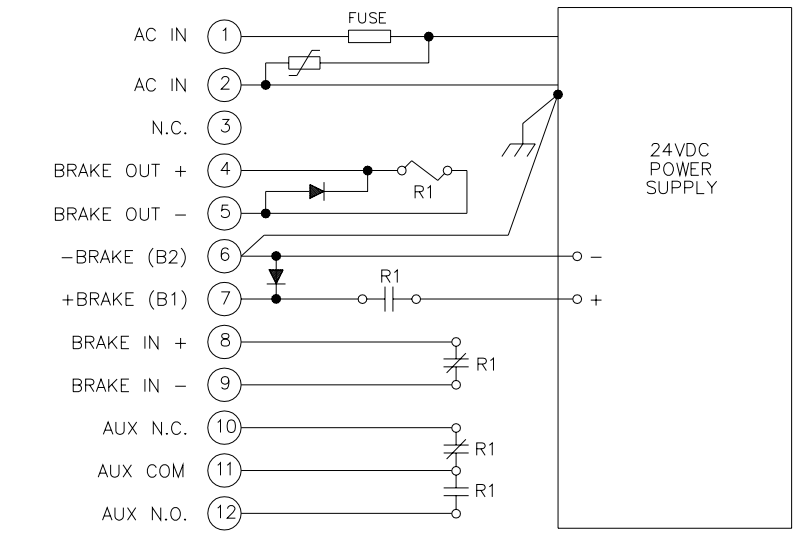 FUSE
AC IN 1
AC IN 2
N.C. 3
24VDC
POWER
SUPPLY
BRAKE OUT + 4
R1
BRAKE OUT - 5
-BRAKE (B2) 6 -
R1
+BRAKE (B1) 7 +
BRAKE IN + 8
R1
BRAKE IN - 9
AUX N.C. 10
R1
AUX COM 11
R1
AUX N.O. 12